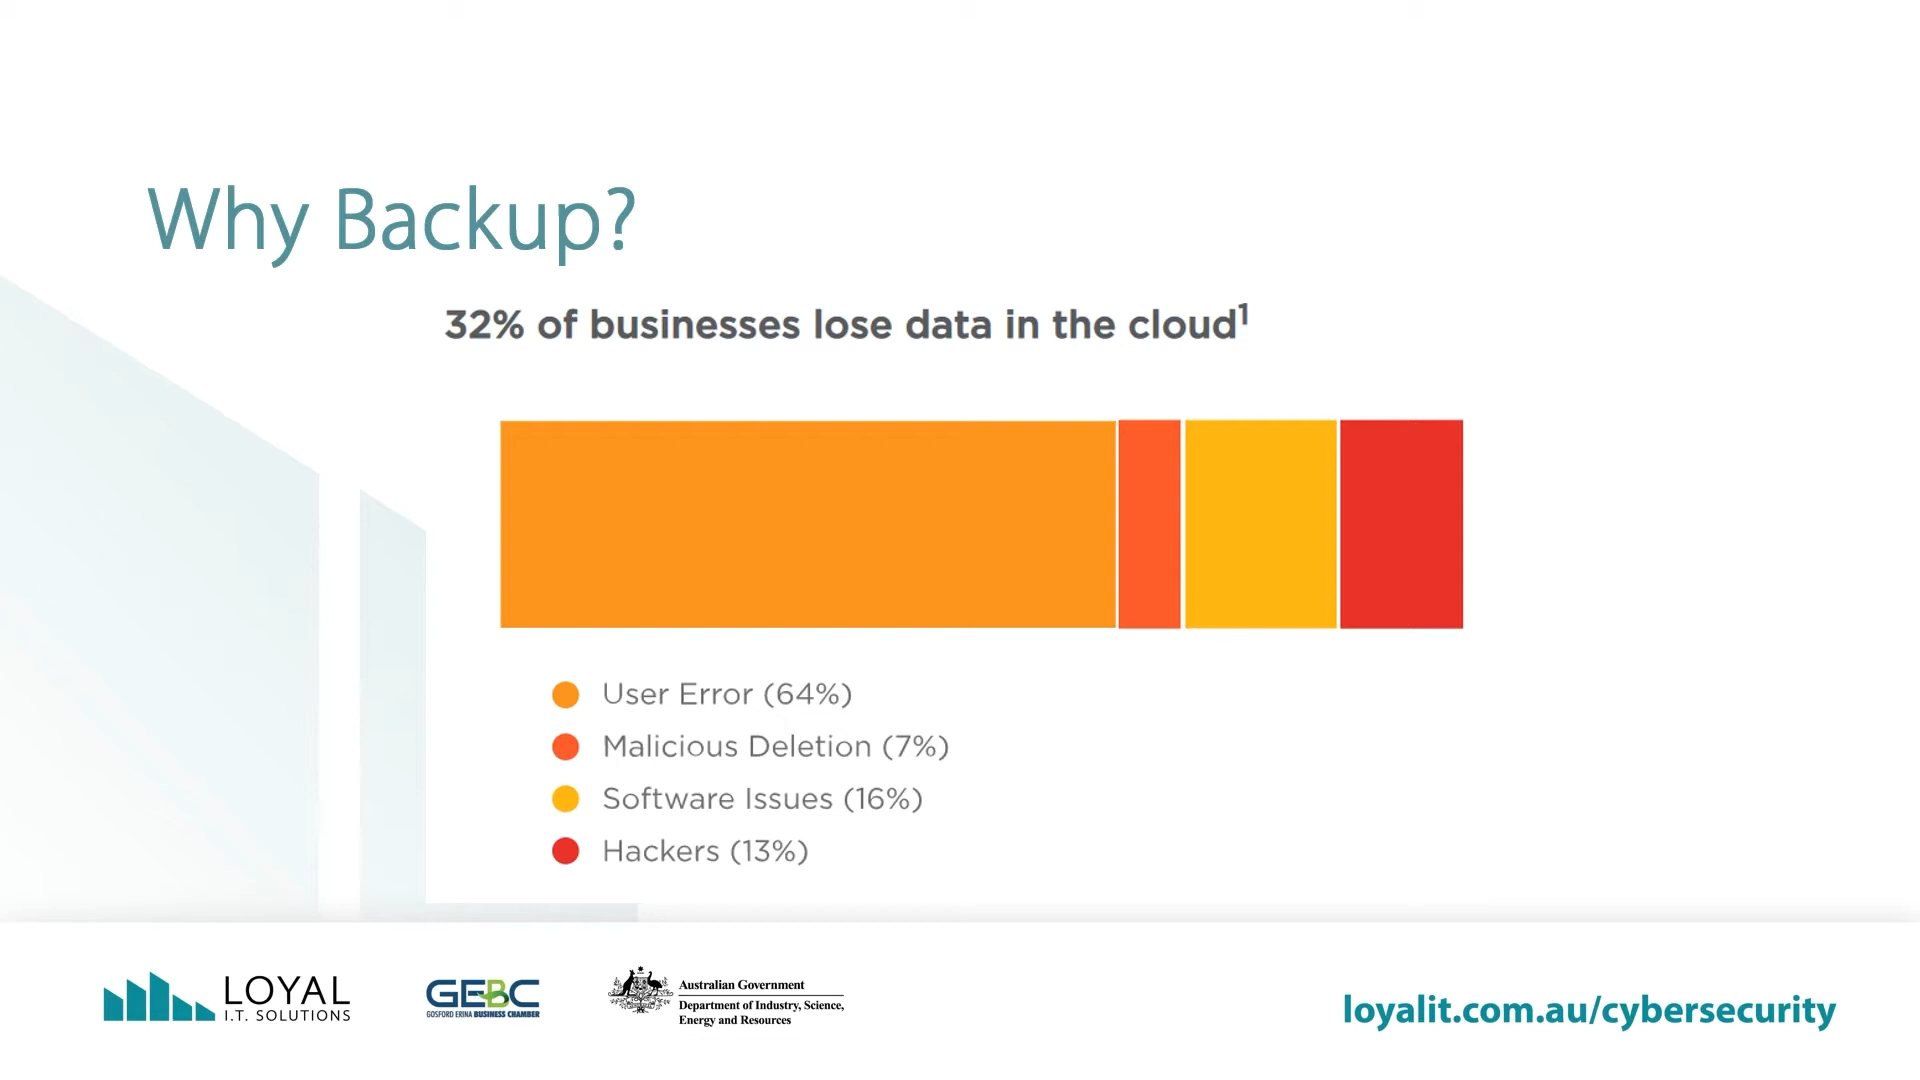 Why Backup?
32% of businesses lose data in the cloud¹
User Error (64%)
Malicious Deletion (7%)
Software Issues (16%)
Hackers (13%)
LOYAL
I.T. SOLUTIONS
GEBC
GOSFORD ERINA BUSINESS CHAMBER
Australian Government
Department of Industry, Science,
Energy and Resources
loyalit.com.au/cybersecurity